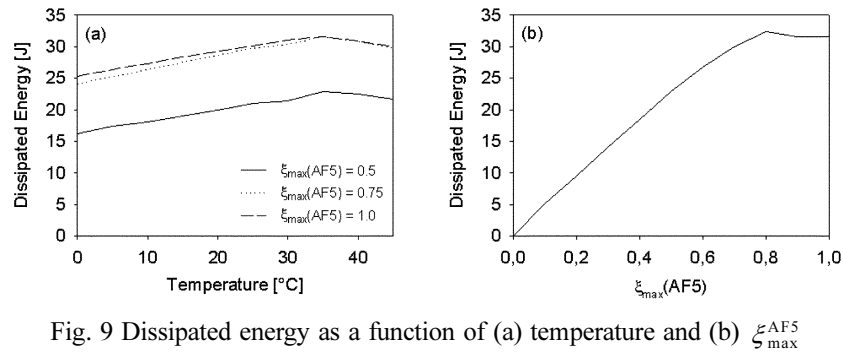 (a)
Dissipated Energy [J]
35
30
25
20
15
10
5
0
ξmax(AF5) = 0.5
ξmax(AF5) = 0.75
ξmax(AF5) = 1.0
0 10 20 30 40
Temperature [°C]
(b)
Dissipated Energy [J]
35
30
25
20
15
10
5
0
0,0 0,2 0,4 0,6 0,8 1,0
ξmax(AF5)
Fig. 9 Dissipated energy as a function of (a) temperature and (b) ξ AF5 max